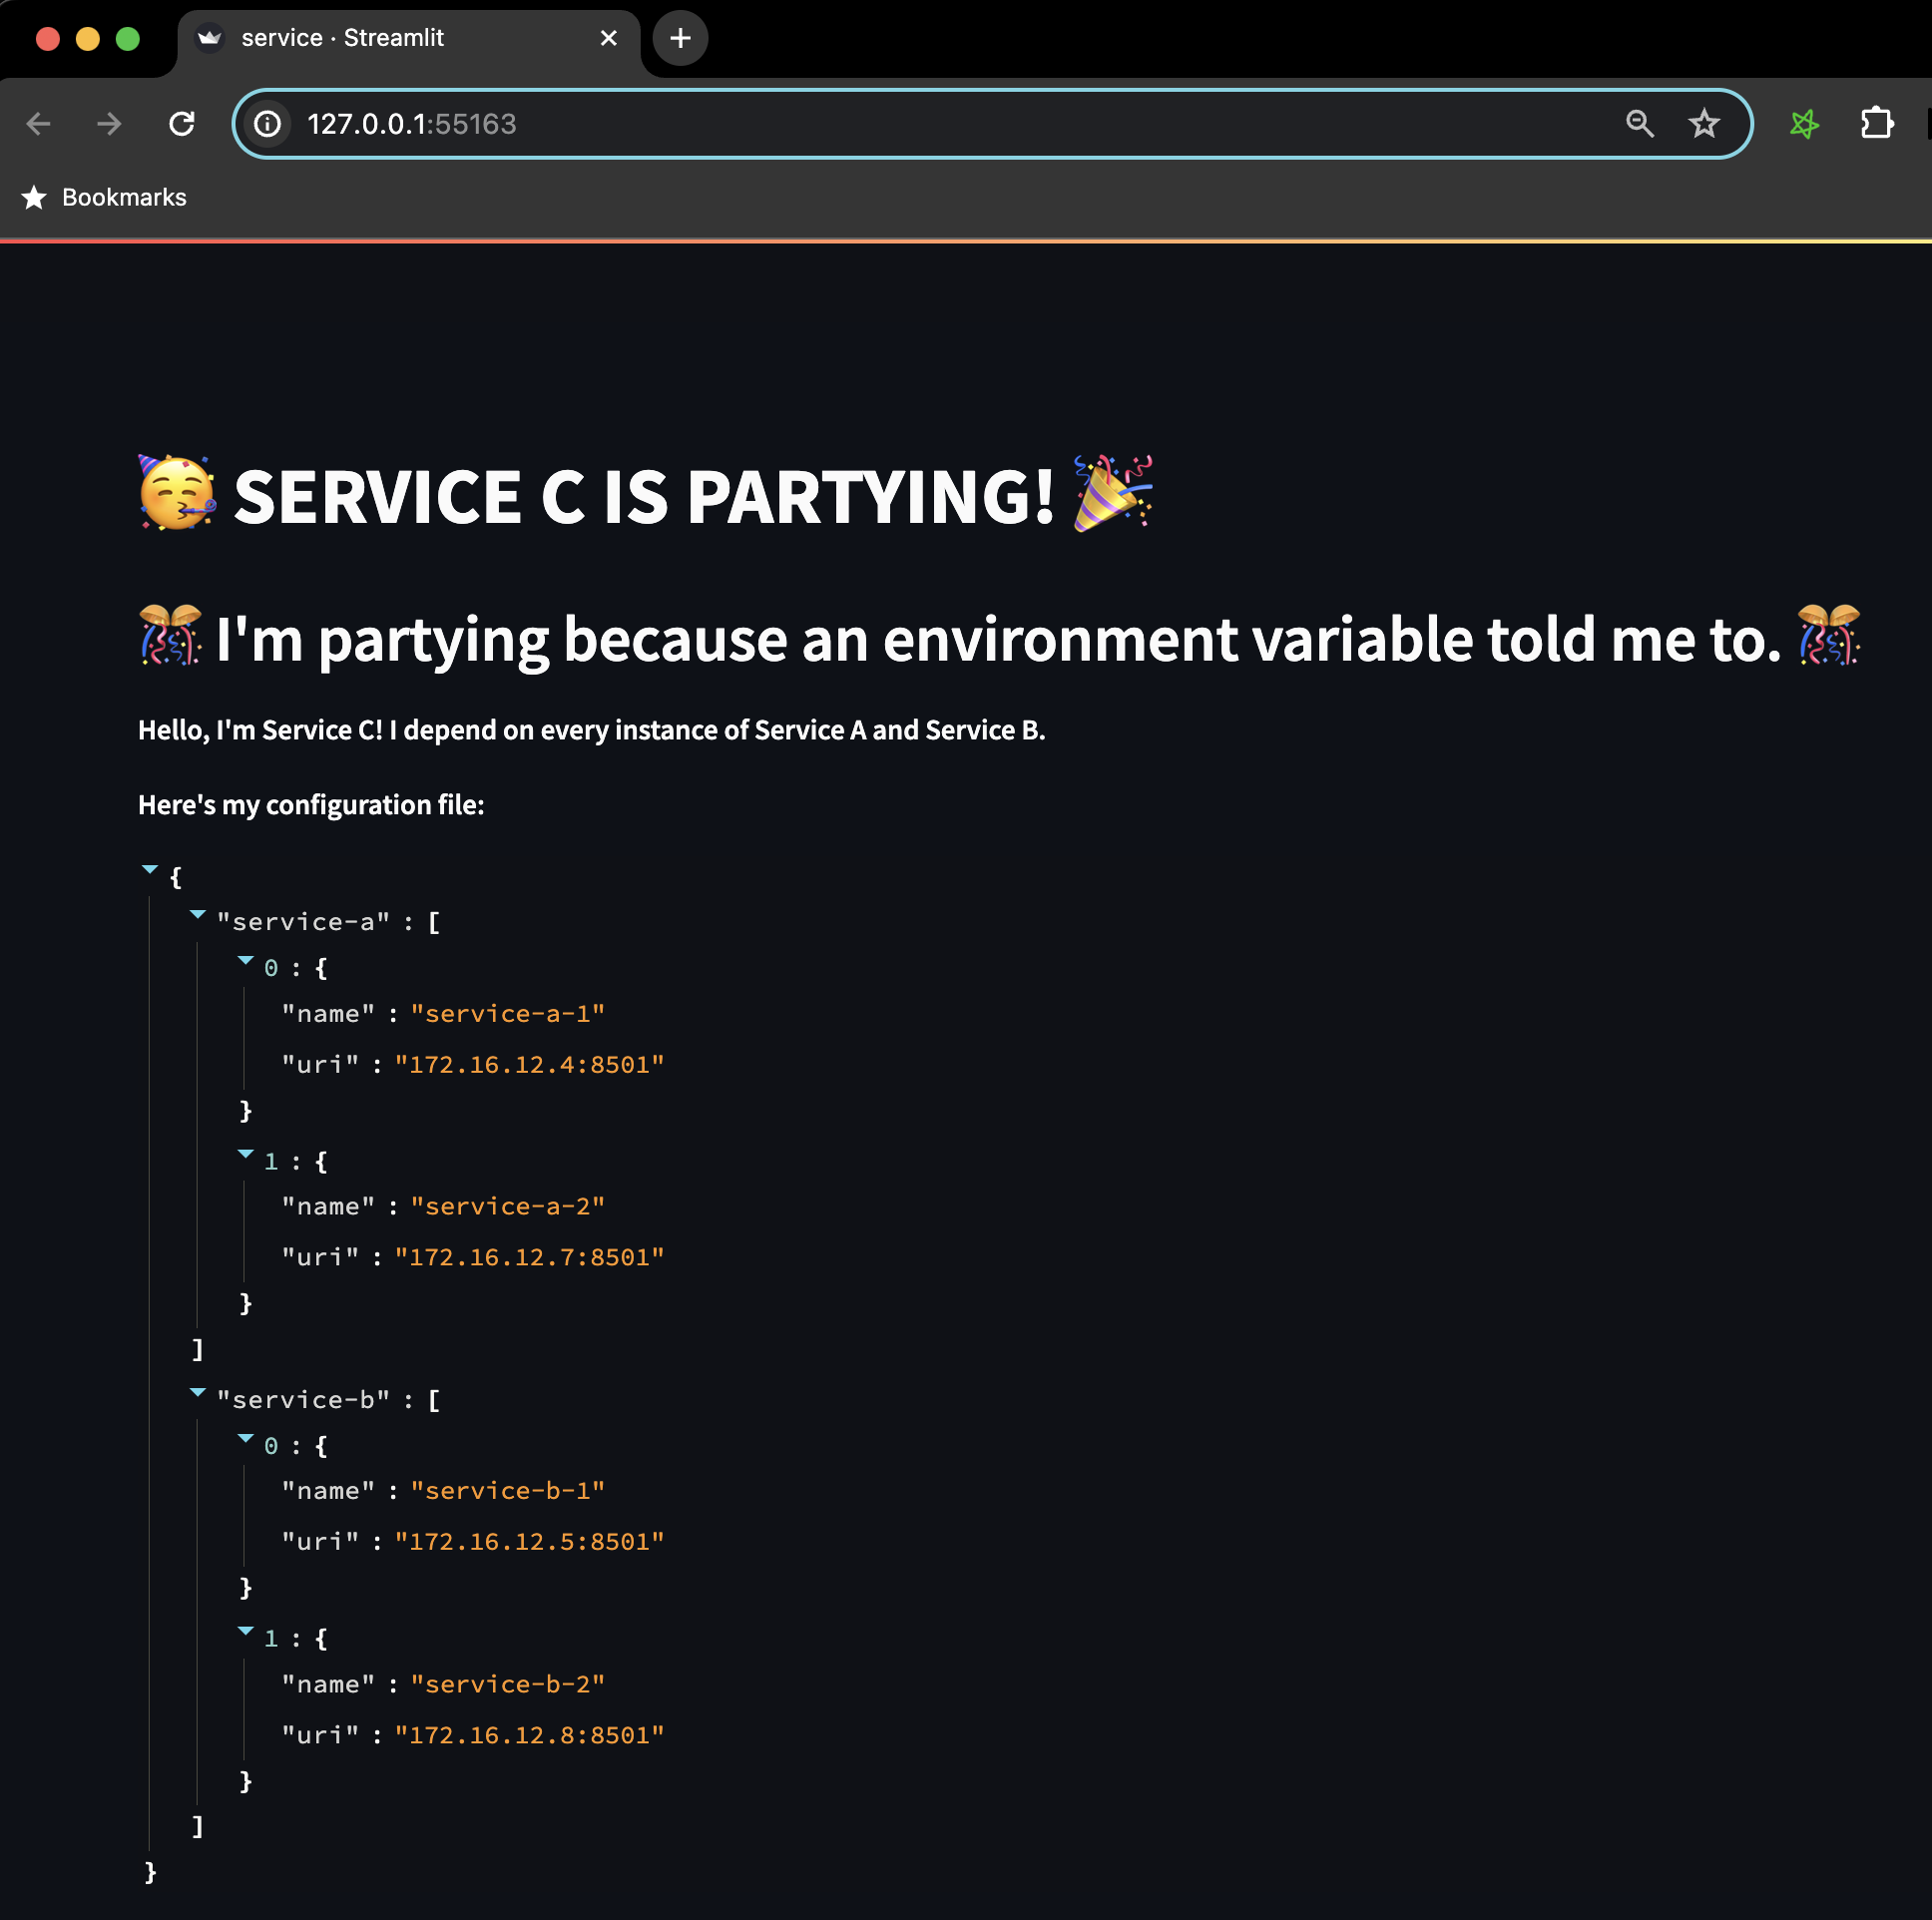 service · Streamlit
127.0.0.1:55163
Bookmarks
🥳 SERVICE C IS PARTYING! 🎉
🎊 I'm partying because an environment variable told me to. 🎊
Hello, I'm Service C! I depend on every instance of Service A and Service B.
Here's my configuration file:
{
"service-a" : [
0 : {
"name" : "service-a-1"
"uri" : "172.16.12.4:8501"
}
1 : {
"name" : "service-a-2"
"uri" : "172.16.12.7:8501"
}
]
"service-b" : [
0 : {
"name" : "service-b-1"
"uri" : "172.16.12.5:8501"
}
1 : {
"name" : "service-b-2"
"uri" : "172.16.12.8:8501"
}
]
}